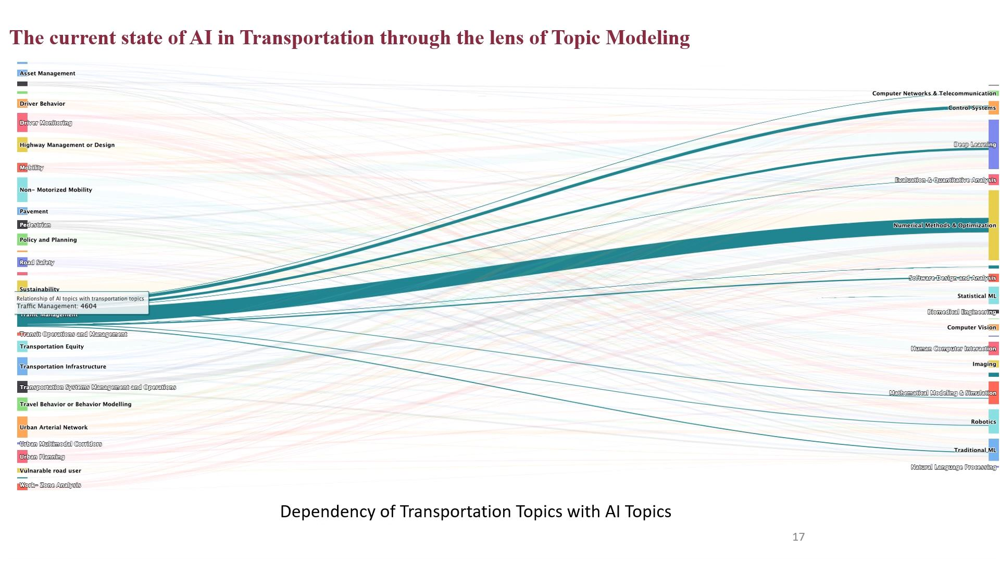 The current state of AI in Transportation through the lens of Topic Modeling
Asset Management
Driver Behavior
Driver Monitoring
Highway Management or Design
Mobility
Non- Motorized Mobility
Pavement
Pedestrian
Policy and Planning
Road Safety
Sustainability
Relationship of AI topics with transportation topics
Traffic Management: 4604
Traffic Management
Transit Operations and Management
Transportation Equity
Transportation Infrastructure
Transportation Systems Management and Operations
Travel Behavior or Behavior Modelling
Urban Arterial Network
Urban Multimodal Corridors
Urban Planning
Vulnarable road user
Work- Zone Analysis
Computer Networks & Telecommunication
Control Systems
Deep Learning
Evaluation & Quantitative Analysis
Numerical Methods & Optimization
Software Design and Analysis
Statistical ML
Biomedical Engineering
Computer Vision
Human Computer Interaction
Imaging
Mathematical Modeling & Simulation
Robotics
Traditional ML
Natural Language Processing
Dependency of Transportation Topics with AI Topics
17